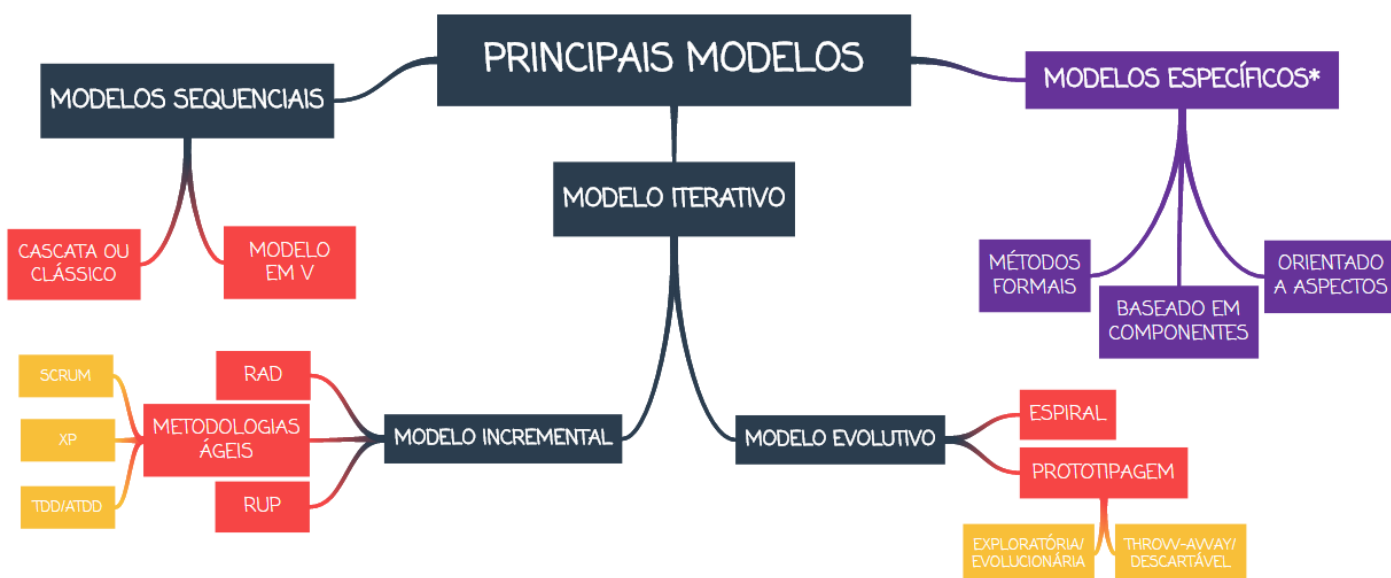 PRINCIPAIS MODELOS
MODELOS SEQUENCIAIS
MODELOS ESPECÍFICOS*
MODELO ITERATIVO
CASCATA OU
CLÁSSICO
MODELO
EM V
MÉTODOS
FORMAIS
BASEADO EM
COMPONENTES
ORIENTADO
A ASPECTOS
SCRUM
XP
TDD/ATDD
METODOLOGIAS
ÁGEIS
RAD
RUP
MODELO INCREMENTAL
MODELO EVOLUTIVO
ESPIRAL
PROTOTIPAGEM
EXPLORATÓRIA/
EVOLUCIONÁRIA
THROW-AWAY/
DESCARTÁVEL